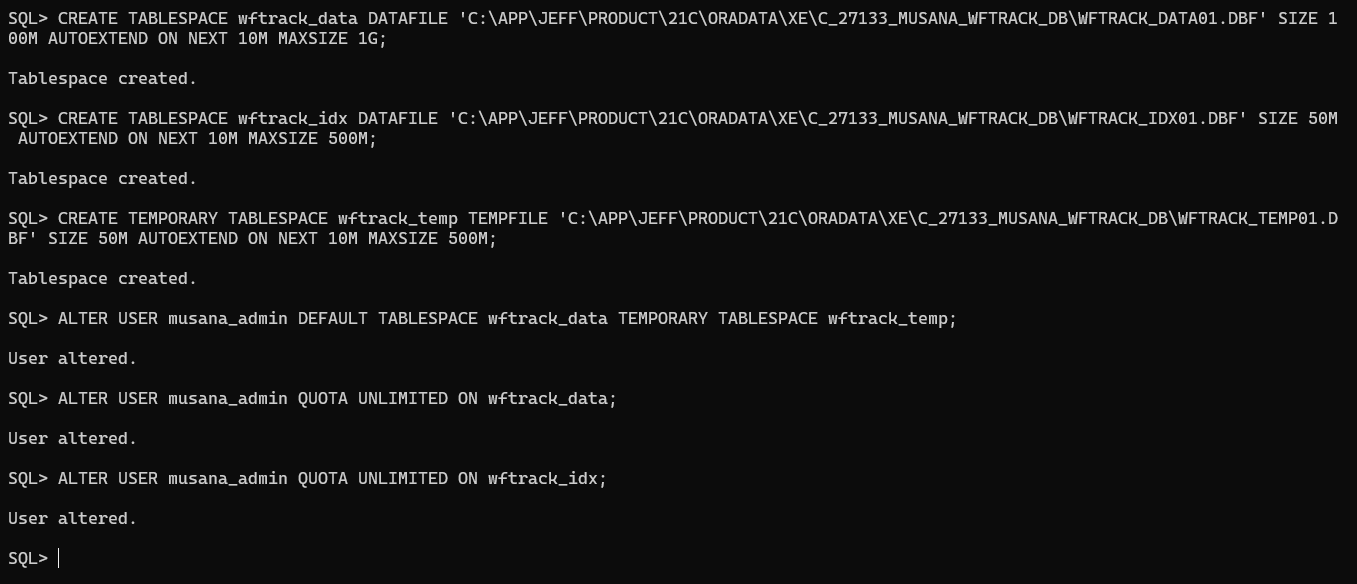 SQL> CREATE TABLESPACE wftrack_data DATAFILE 'C:\APP\JEFF\PRODUCT\21C\ORADATA\XE\C_27133_MUSANA_WFTRACK_DB\WFTRACK_DATA01.DBF' SIZE 1
00M AUTOEXTEND ON NEXT 10M MAXSIZE 1G;
Tablespace created.
SQL> CREATE TABLESPACE wftrack_idx DATAFILE 'C:\APP\JEFF\PRODUCT\21C\ORADATA\XE\C_27133_MUSANA_WFTRACK_DB\WFTRACK_IDX01.DBF' SIZE 50M
 AUTOEXTEND ON NEXT 10M MAXSIZE 500M;
Tablespace created.
SQL> CREATE TEMPORARY TABLESPACE wftrack_temp TEMPFILE 'C:\APP\JEFF\PRODUCT\21C\ORADATA\XE\C_27133_MUSANA_WFTRACK_DB\WFTRACK_TEMP01.D
BF' SIZE 50M AUTOEXTEND ON NEXT 10M MAXSIZE 500M;
Tablespace created.
SQL> ALTER USER musana_admin DEFAULT TABLESPACE wftrack_data TEMPORARY TABLESPACE wftrack_temp;
User altered.
SQL> ALTER USER musana_admin QUOTA UNLIMITED ON wftrack_data;
User altered.
SQL> ALTER USER musana_admin QUOTA UNLIMITED ON wftrack_idx;
User altered.
SQL>